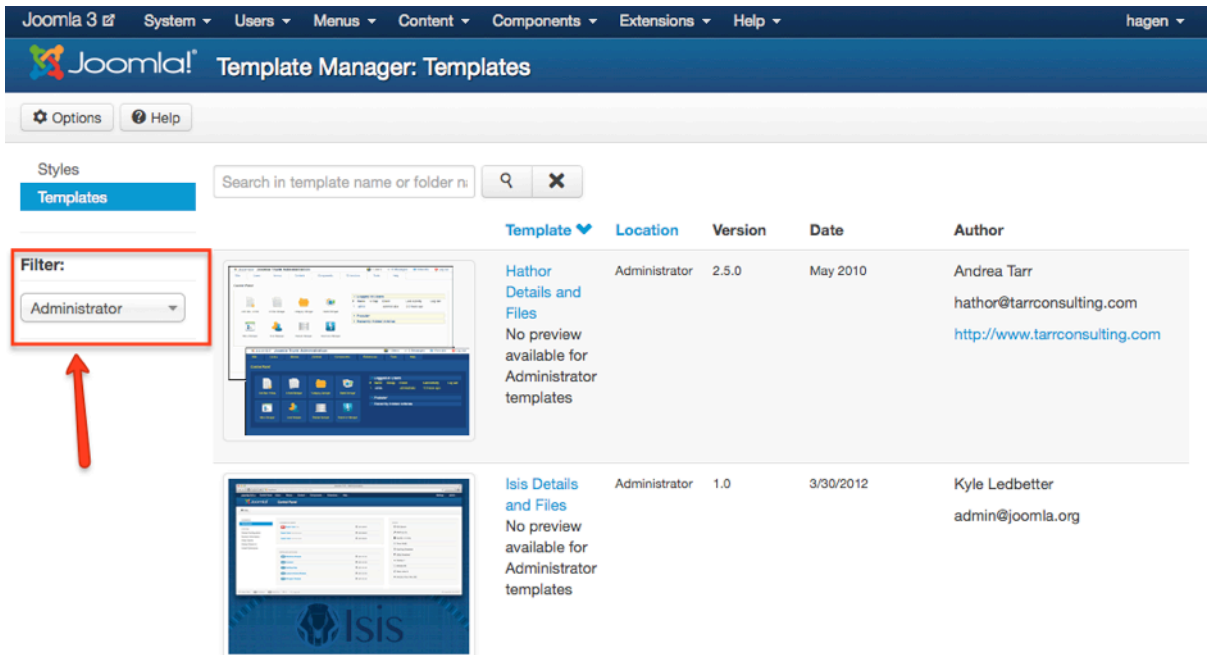 Joomla 3 System Users Menus Content Components Extensions Help hagen
Joomla!® Template Manager: Templates
Options Help
Styles
Templates
Search in template name or folder n
Template Location Version Date Author
Filter:
Administrator
Hathor Details and Files
No preview available for Administrator templates
Administrator 2.5.0 May 2010 Andrea Tarr
hathor@tarrconsulting.com
http://www.tarrconsulting.com
Isis Details and Files
No preview available for Administrator templates
Administrator 1.0 3/30/2012 Kyle Ledbetter
admin@joomla.org
Isis